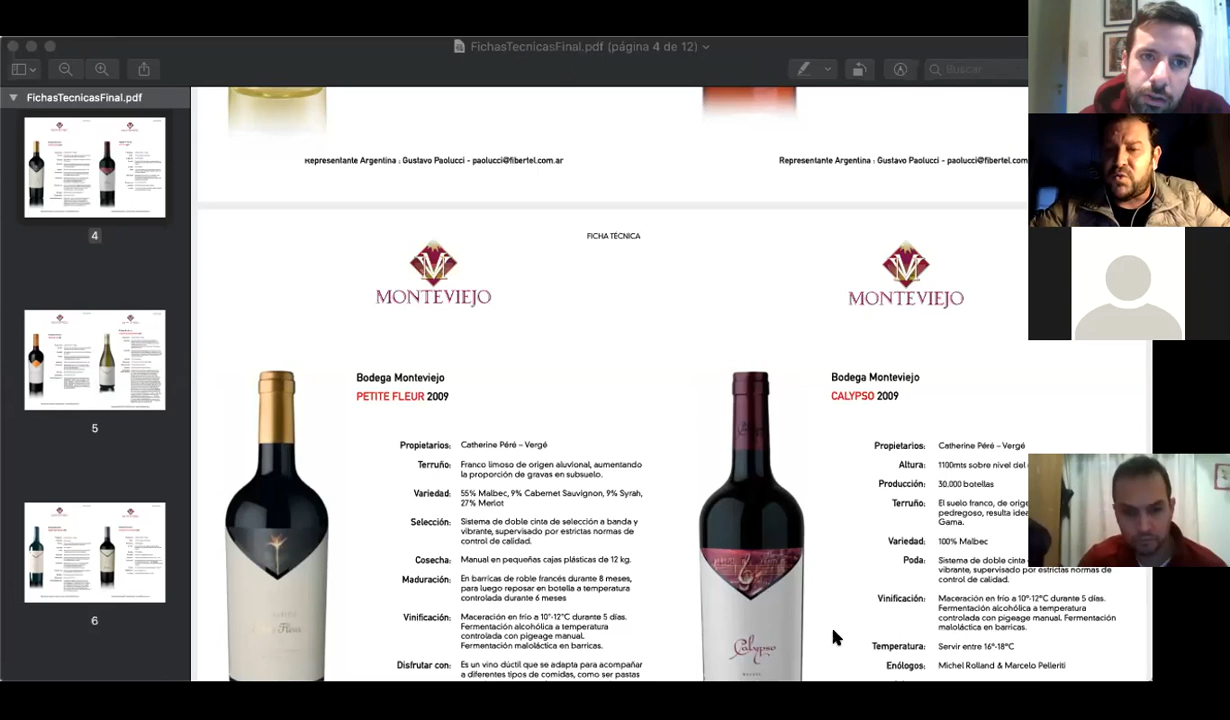 FichasTecnicasFinal.pdf (página 4 de 12)
Buscar
FichasTecnicasFinal.pdf
4
5
6
Representante Argentina : Gustavo Paolucci - paolucci@fibertel.com.ar
Representante Argentina : Gustavo Paolucci - paolucci@fibertel.com
FICHA TÉCNICA
MONTEVIEJO
Bodega Monteviejo
PETITE FLEUR 2009
Propietarios: Catherine Péré – Vergé
Terruño: Franco limoso de origen aluvional, aumentando
la proporción de gravas en subsuelo.
Variedad: 55% Malbec, 9% Cabernet Sauvignon, 9% Syrah,
27% Merlot
Selección: Sistema de doble cinta de selección a banda y
vibrante, supervisado por estrictas normas de
control de calidad.
Cosecha: Manual en pequeñas cajas plásticas de 12 kg.
Maduración: En barricas de roble francés durante 8 meses,
para luego reposar en botella a temperatura
controlada durante 6 meses
Vinificación: Maceración en frío a 10°-12°C durante 5 días.
Fermentación alcohólica a temperatura
controlada con pigeage manual.
Fermentación maloláctica en barricas.
Disfrutar con: Es un vino dúctil que se adapta para acompañar
a diferentes tipos de comidas, como ser pastas
MONTEVIEJO
Bodega Monteviejo
CALYPSO 2009
Propietarios: Catherine Péré – Vergé
Altura: 1100mts sobre nivel del
Producción: 30.000 botellas
Terruño: El suelo franco, de orige
pedregoso, resulta idea
Gama.
Variedad: 100% Malbec
Poda: Sistema de doble cinta
vibrante, supervisado por estrictas normas de
control de calidad.
Vinificación: Maceración en frío a 10°-12°C durante 5 días.
Fermentación alcohólica a temperatura
controlada con pigeage manual. Fermentación
maloláctica en barricas.
Temperatura: Servir entre 16°-18°C
Enólogos: Michel Rolland & Marcelo Pelleriti
Calypso